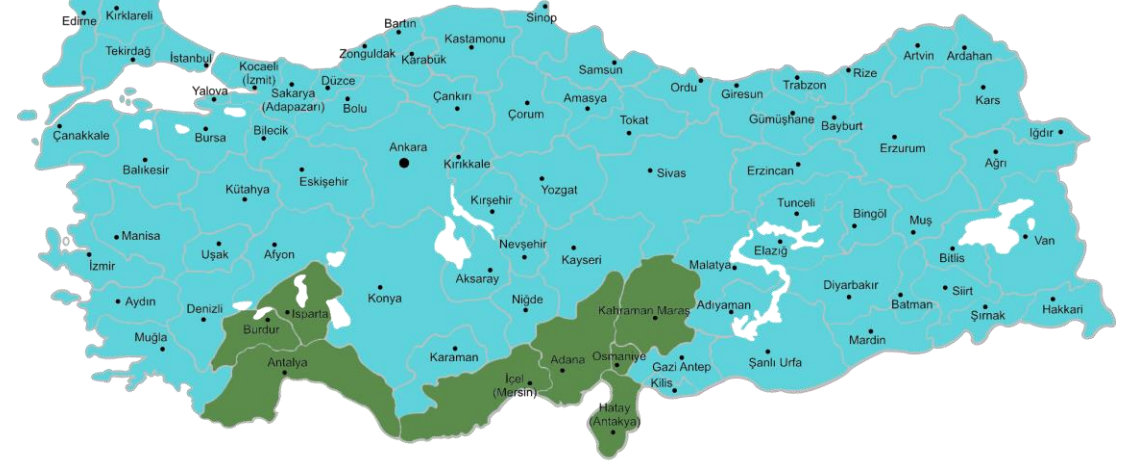 Sinop
Edirne
Kırklareli
Bartın
Kastamonu
Tekirdağ
İstanbul
Zonguldak
Karabük
Artvin
Ardahan
Kocaeli
(İzmit)
Samsun
Rize
Düzce
Trabzon
Yalova
Sakarya
(Adapazarı)
Ordu
Giresun
Kars
Bolu
Çankırı
Amasya
Çorum
Tokat
Gümüşhane
Bayburt
Çanakkale
Bursa
Bilecik
Iğdır
Ankara
Erzurum
Kırıkkale
Ağrı
Balıkesir
Eskişehir
Sivas
Erzincan
Kütahya
Yozgat
Kırşehir
Tunceli
Bingöl
Muş
Manisa
Van
Nevşehir
Elazığ
Uşak
Afyon
Bitlis
Kayseri
İzmir
Malatya
Aksaray
Diyarbakır
Siirt
Aydın
Konya
Niğde
Adıyaman
Batman
Denizli
Isparta
Kahraman Maraş
Hakkari
Şırnak
Burdur
Muğla
Mardin
Karaman
Osmaniye
Antalya
Adana
Gazi Antep
Şanlı Urfa
İçel
(Mersin)
Kilis
Hatay
(Antakya)